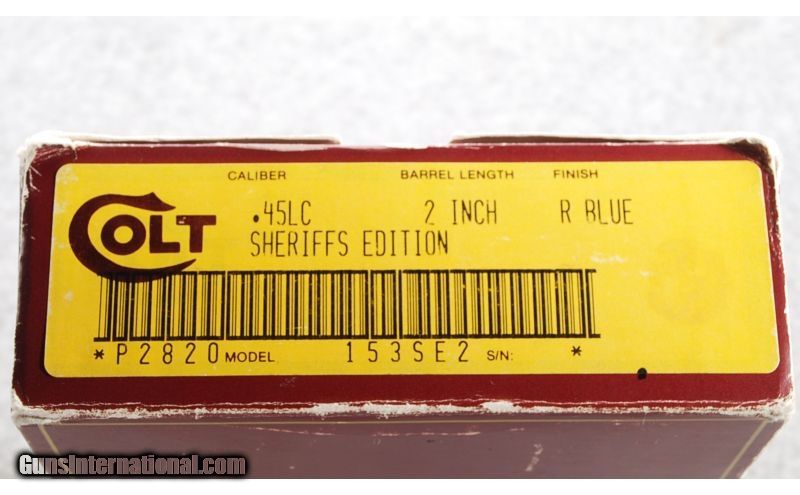 CALIBER BARREL LENGTH FINISH
COLT .45LC 2 INCH R BLUE
SHERIFFS EDITION
*P2820 MODEL 153SE2 S/N: *
GunsInternational.com